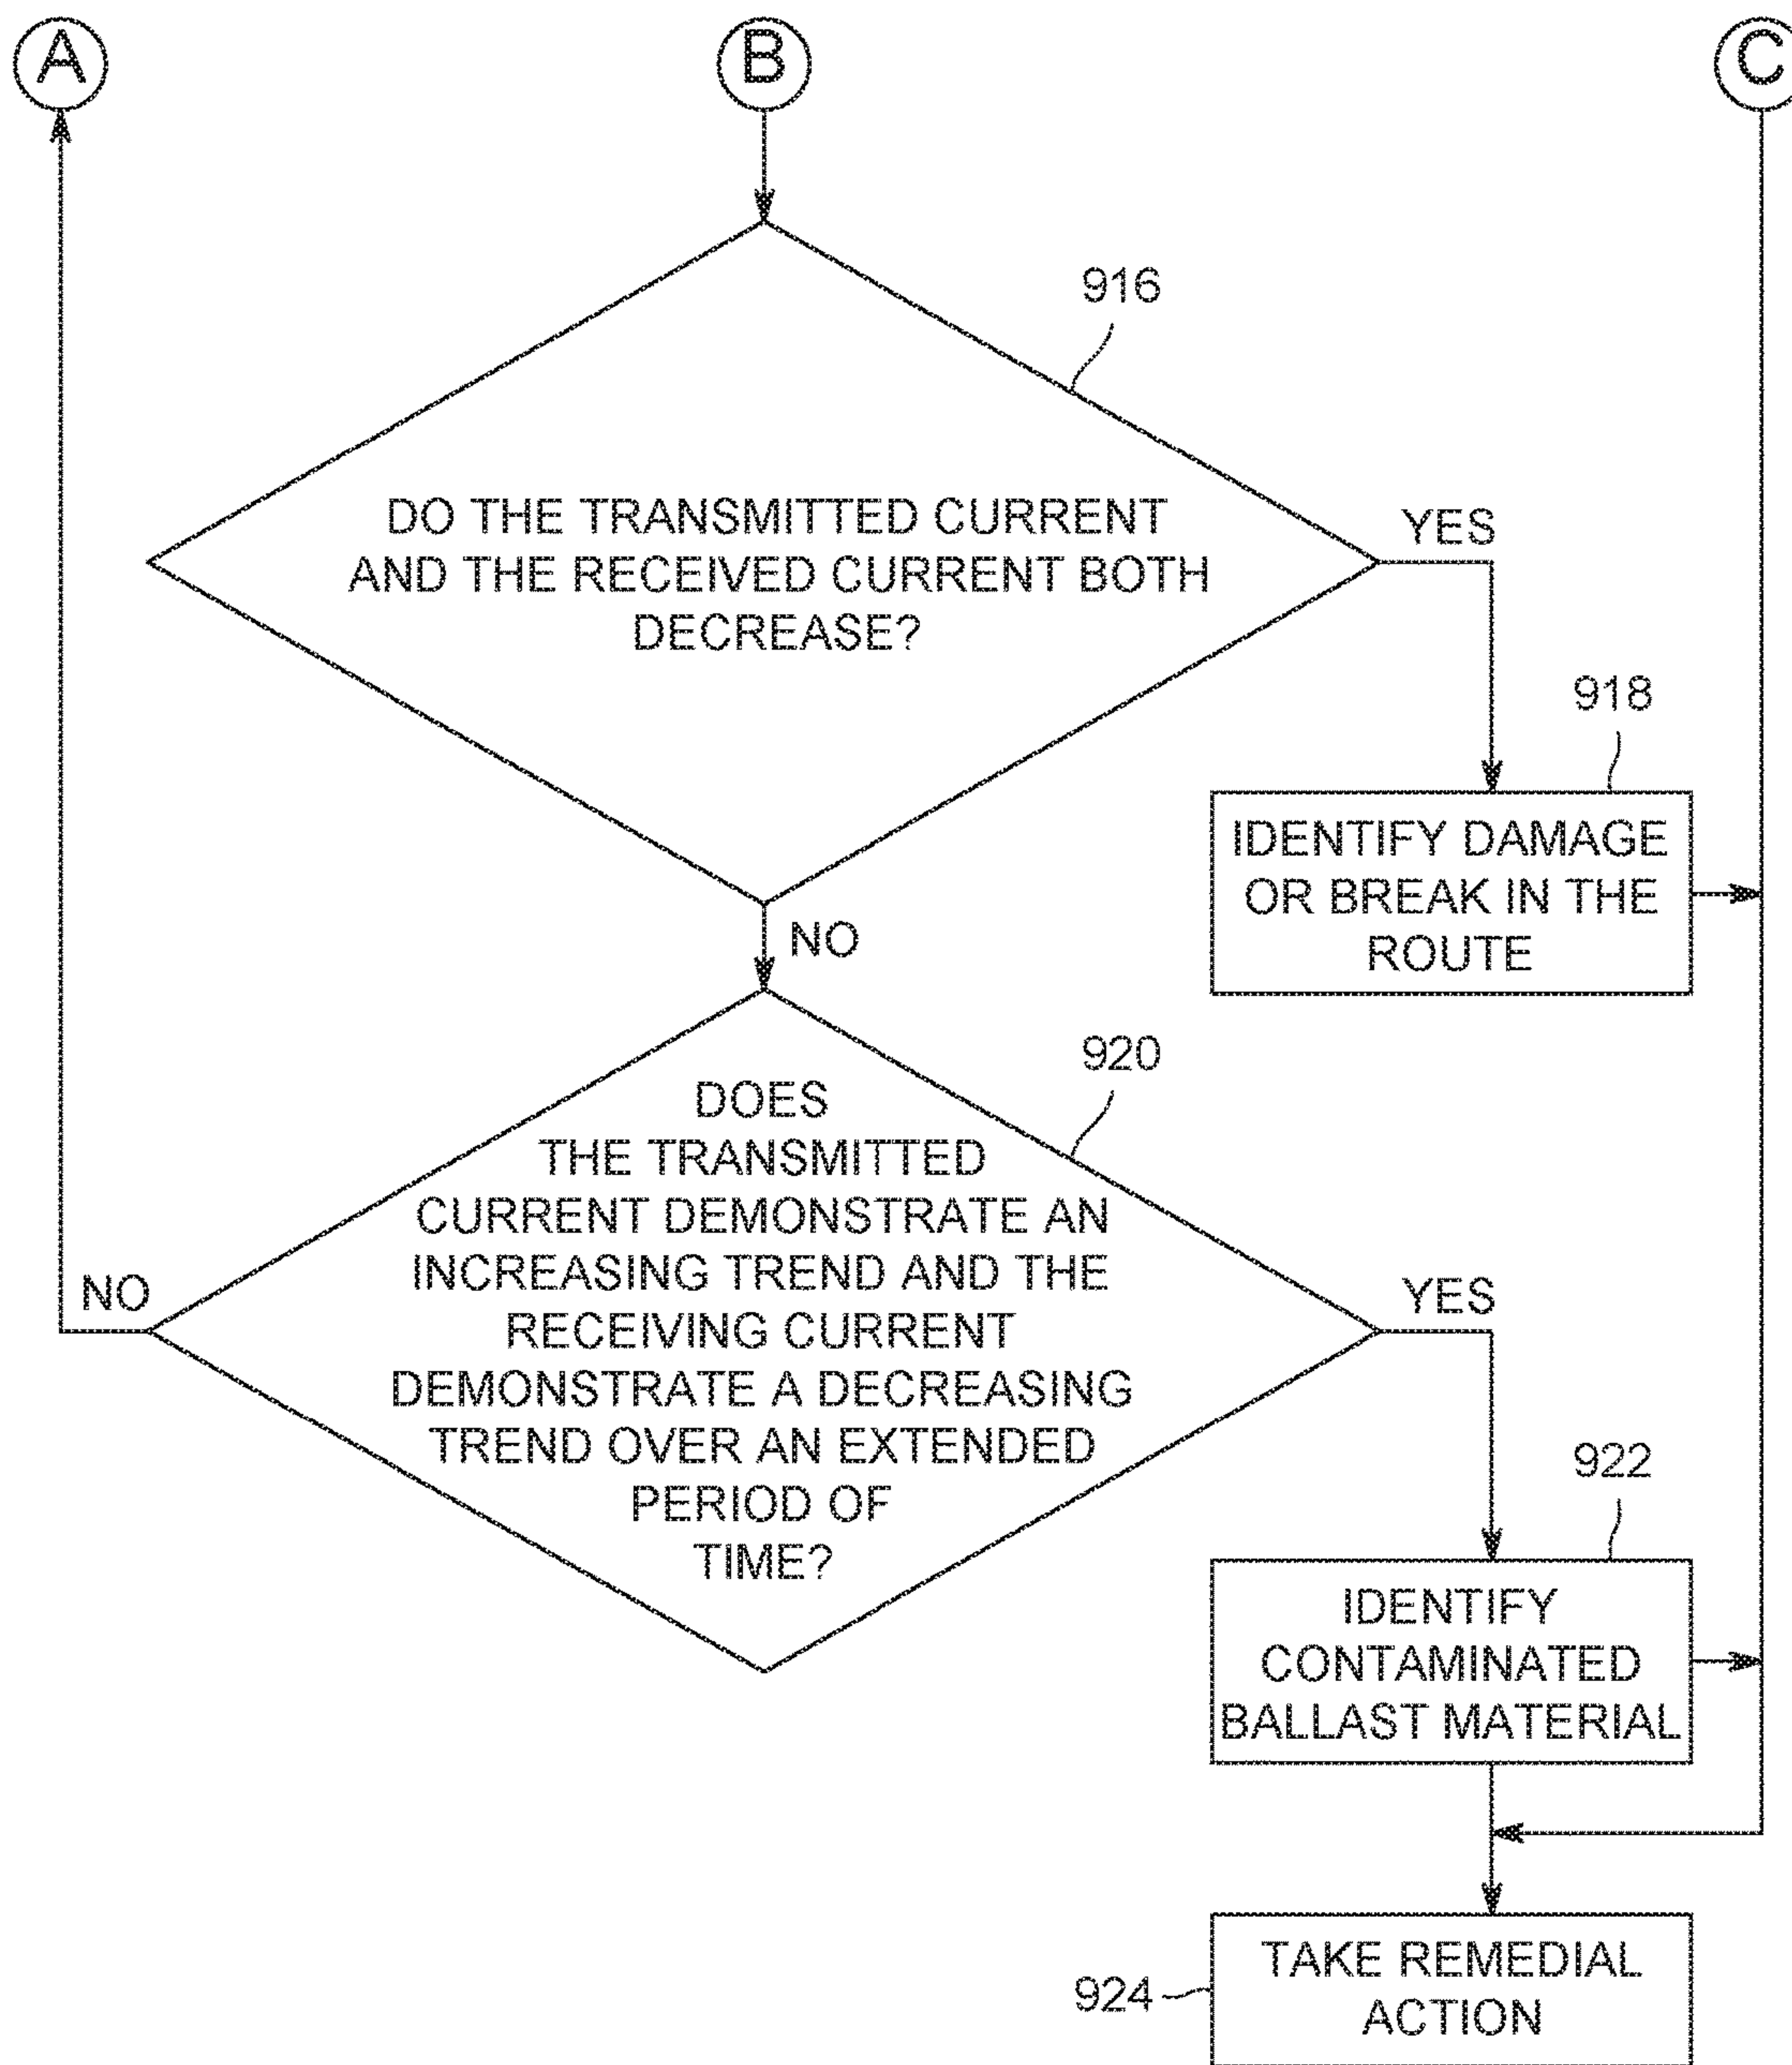 A
B
C
916
DO THE TRANSMITTED CURRENT
AND THE RECEIVED CURRENT BOTH
DECREASE?
YES
918
IDENTIFY DAMAGE
OR BREAK IN THE
ROUTE
NO
920
DOES
THE TRANSMITTED
CURRENT DEMONSTRATE AN
INCREASING TREND AND THE
RECEIVING CURRENT
DEMONSTRATE A DECREASING
TREND OVER AN EXTENDED
PERIOD OF
TIME?
NO
YES
922
IDENTIFY
CONTAMINATED
BALLAST MATERIAL
924
TAKE REMEDIAL
ACTION